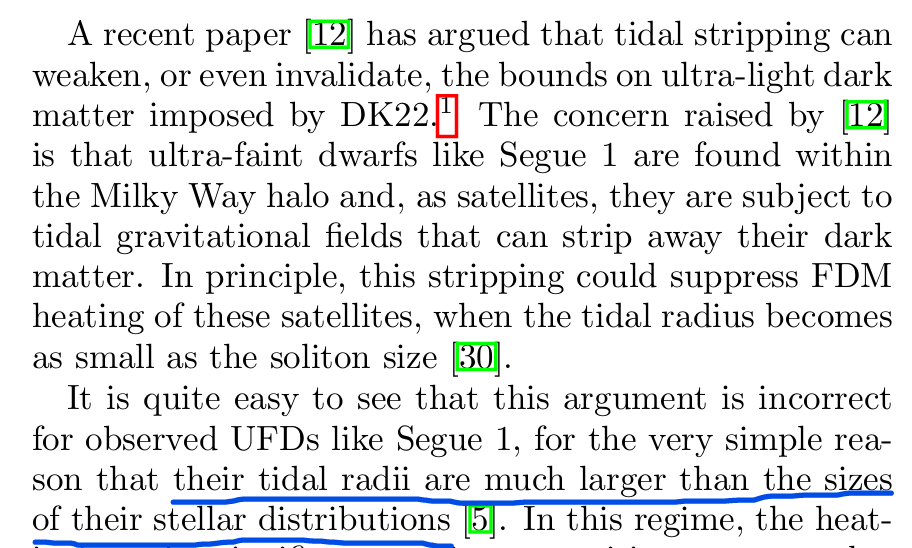 A recent paper [12] has argued that tidal stripping can
weaken, or even invalidate, the bounds on ultra-light dark
matter imposed by DK22.1 The concern raised by [12]
is that ultra-faint dwarfs like Segue 1 are found within
the Milky Way halo and, as satellites, they are subject to
tidal gravitational fields that can strip away their dark
matter. In principle, this stripping could suppress FDM
heating of these satellites, when the tidal radius becomes
as small as the soliton size [30].
It is quite easy to see that this argument is incorrect
for observed UFDs like Segue 1, for the very simple rea-
son that their tidal radii are much larger than the sizes
of their stellar distributions [5]. In this regime, the heat-